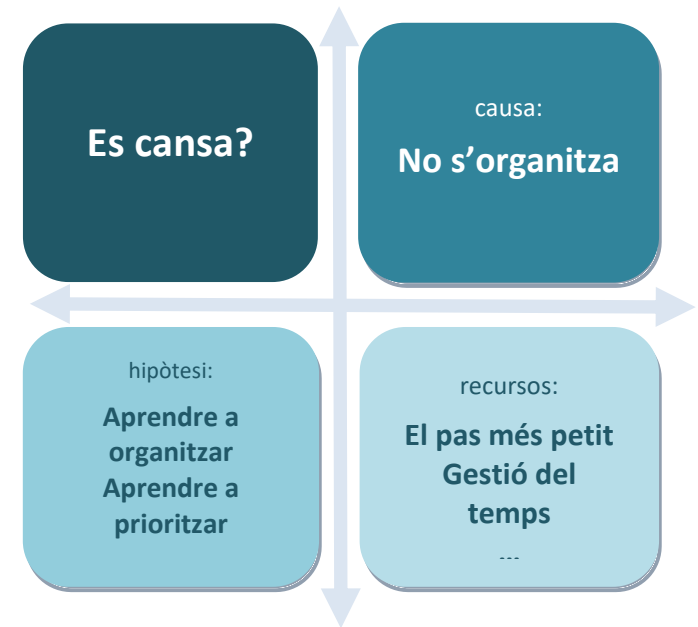 Es cansa?
causa:
No s’organitza
hipòtesi:
Aprendre a
organitzar
Aprendre a
prioritzar
recursos:
El pas més petit
Gestió del
temps
...